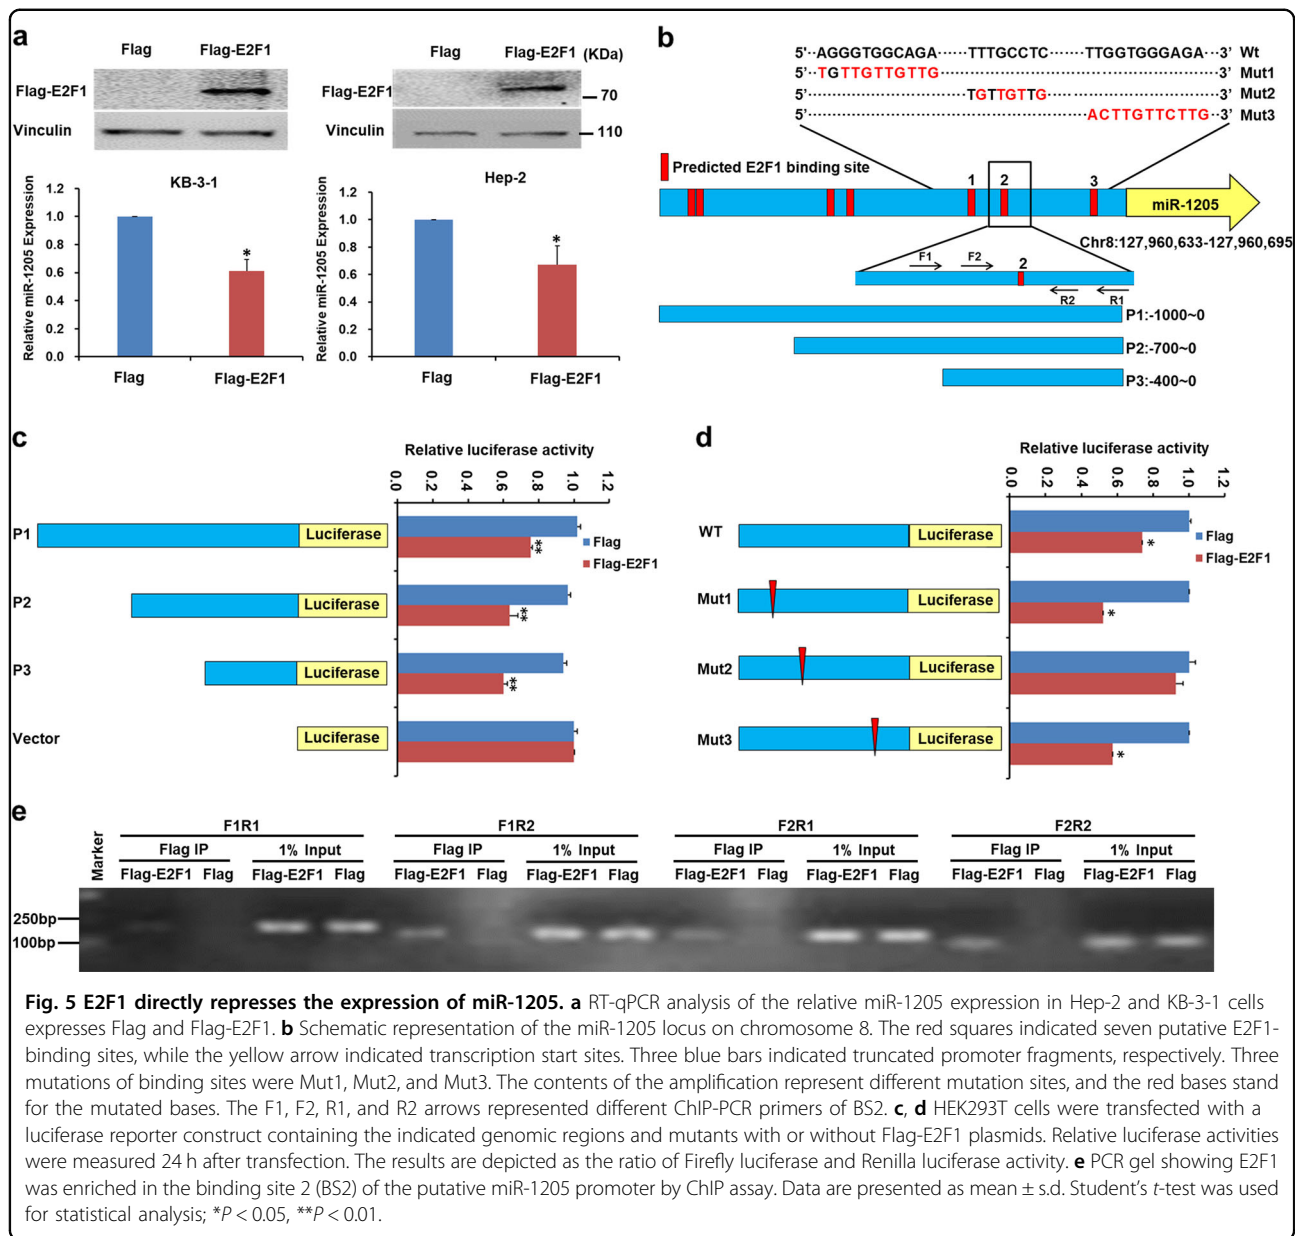 a
Flag Flag-E2F1
Flag-E2F1
Vinculin
Flag Flag-E2F1 (KDa)
Flag-E2F1
70
Vinculin
110
KB-3-1
Relative miR-1205 Expression
1.2
1.0
0.8
0.6
0.4
0.2
0.0
*
Flag Flag-E2F1
Hep-2
Relative miR-1205 Expression
1.2
1.0
0.8
0.6
0.4
0.2
0.0
*
Flag Flag-E2F1
b
5'··AGGGTGGCAGA······TTTGCCTC·······TTGGTGGGAGA···3' Wt
5'··TGTTGTTGTTG··········3' Mut1
5'··········TGTTGTTG··········3' Mut2
5'··········ACTTGTTCTTG··3' Mut3
Predicted E2F1 binding site
1 2 3
miR-1205
Chr8:127,960,633-127,960,695
F1 F2 2
R2 R1
P1:-1000~0
P2:-700~0
P3:-400~0
c
Relative luciferase activity
0.0 0.2 0.4 0.6 0.8 1.0 1.2
P1 Luciferase **
P2 Luciferase **
P3 Luciferase **
Vector Luciferase
Flag
Flag-E2F1
d
Relative luciferase activity
0.0 0.2 0.4 0.6 0.8 1.0 1.2
WT Luciferase *
Mut1 Luciferase *
Mut2 Luciferase
Mut3 Luciferase *
Flag
Flag-E2F1
e
F1R1 F1R2 F2R1 F2R2
Marker
Flag IP 1% Input Flag IP 1% Input Flag IP 1% Input Flag IP 1% Input
Flag-E2F1 Flag Flag-E2F1 Flag Flag-E2F1 Flag Flag-E2F1 Flag Flag-E2F1 Flag Flag-E2F1 Flag Flag-E2F1 Flag Flag-E2F1 Flag
250bp
100bp
Fig. 5 E2F1 directly represses the expression of miR-1205. a RT-qPCR analysis of the relative miR-1205 expression in Hep-2 and KB-3-1 cells
expresses Flag and Flag-E2F1. b Schematic representation of the miR-1205 locus on chromosome 8. The red squares indicated seven putative E2F1-
binding sites, while the yellow arrow indicated transcription start sites. Three blue bars indicated truncated promoter fragments, respectively. Three
mutations of binding sites were Mut1, Mut2, and Mut3. The contents of the amplification represent different mutation sites, and the red bases stand
for the mutated bases. The F1, F2, R1, and R2 arrows represented different ChIP-PCR primers of BS2. c, d HEK293T cells were transfected with a
luciferase reporter construct containing the indicated genomic regions and mutants with or without Flag-E2F1 plasmids. Relative luciferase activities
were measured 24 h after transfection. The results are depicted as the ratio of Firefly luciferase and Renilla luciferase activity. e PCR gel showing E2F1
was enriched in the binding site 2 (BS2) of the putative miR-1205 promoter by ChIP assay. Data are presented as mean ± s.d. Student's t-test was used
for statistical analysis; *P < 0.05, **P < 0.01.